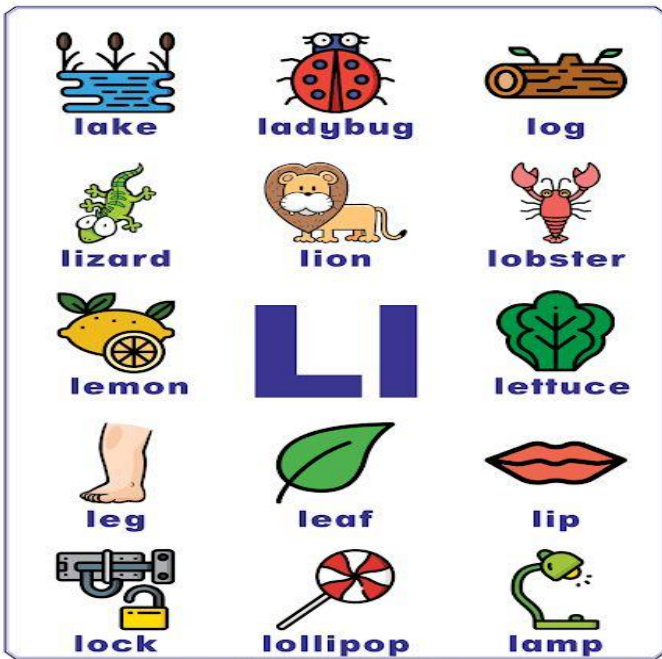 lake ladybug log
lizard lion lobster
lemon Ll lettuce
leg leaf lip
lock lollipop lamp